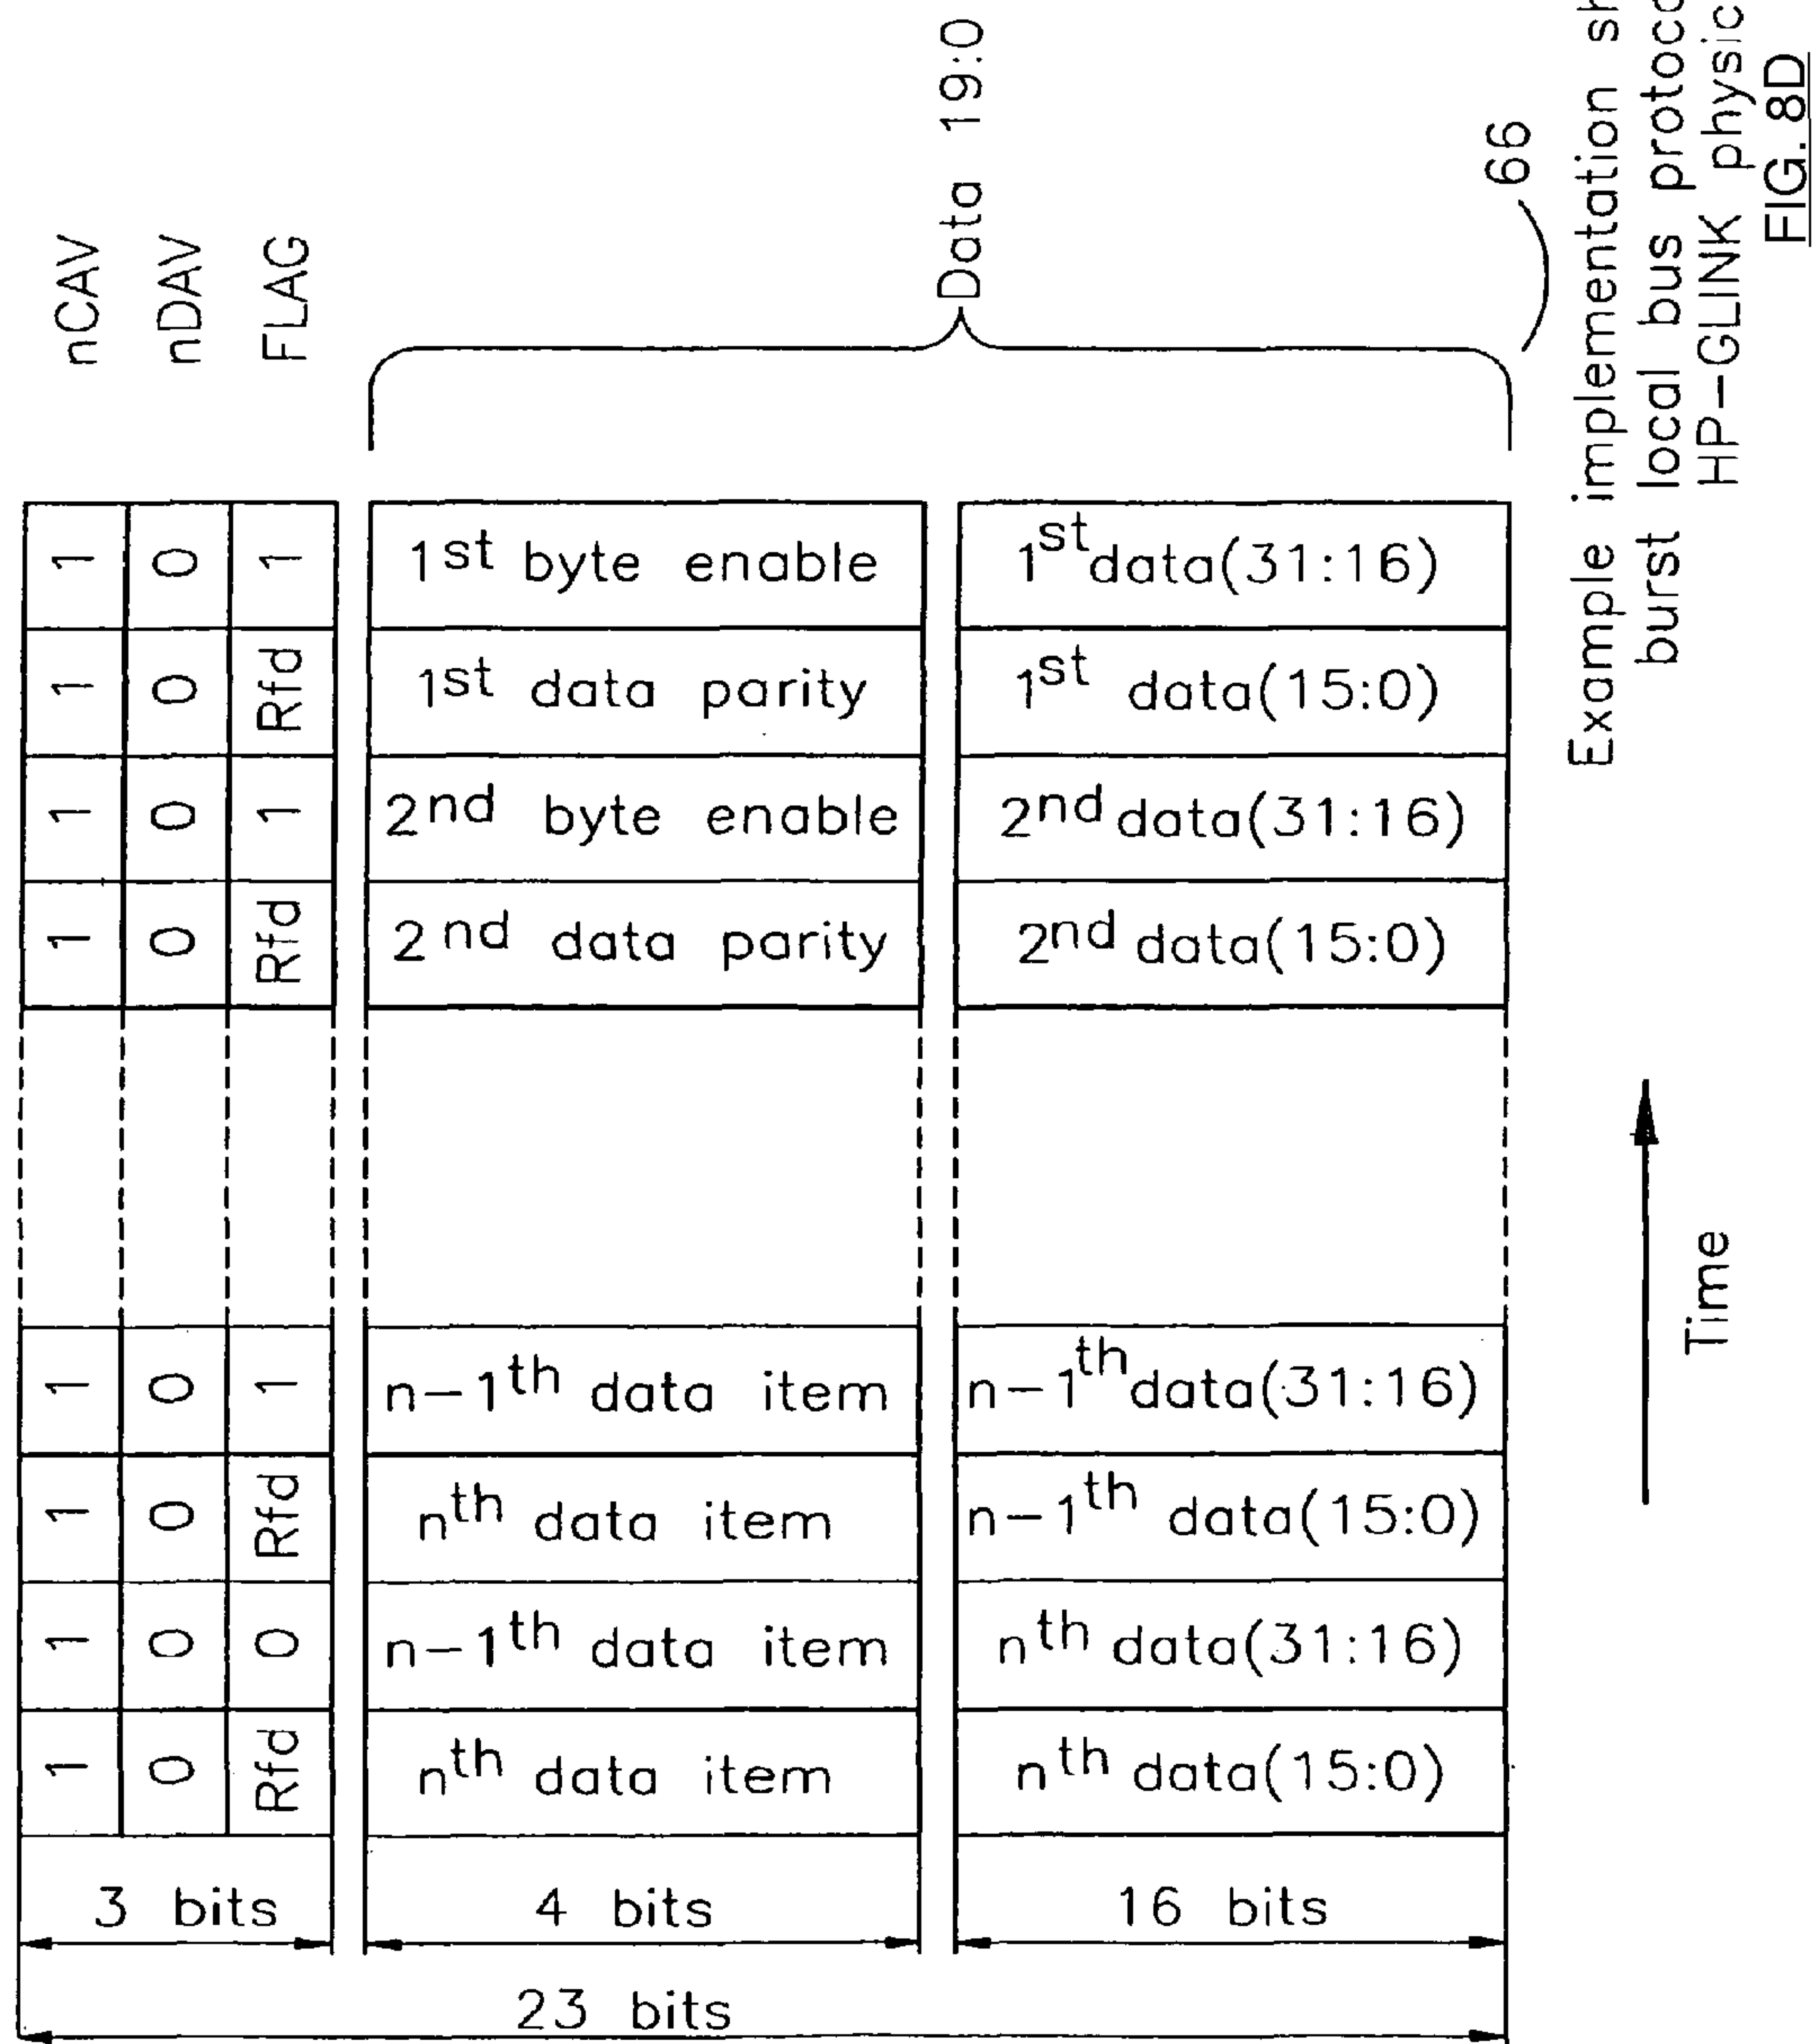 nCAV
nDAV
FLAG
Data 19:0
66
1 0 1 1st byte enable 1st data(31:16)
1 0 Rfd 1st data parity 1st data(15:0)
1 0 1 2nd byte enable 2nd data(31:16)
1 0 Rfd 2nd data parity 2nd data(15:0)
1 0 1 n-1th data item n-1th data(31:16)
1 0 Rfd nth data item n-1th data(15:0)
1 0 0 n-1th data item nth data(31:16)
1 0 Rfd nth data item nth data(15:0)
3 bits 4 bits 16 bits
23 bits
Time
Example implementation
burst local bus
HP-GLINK
FIG. 8D